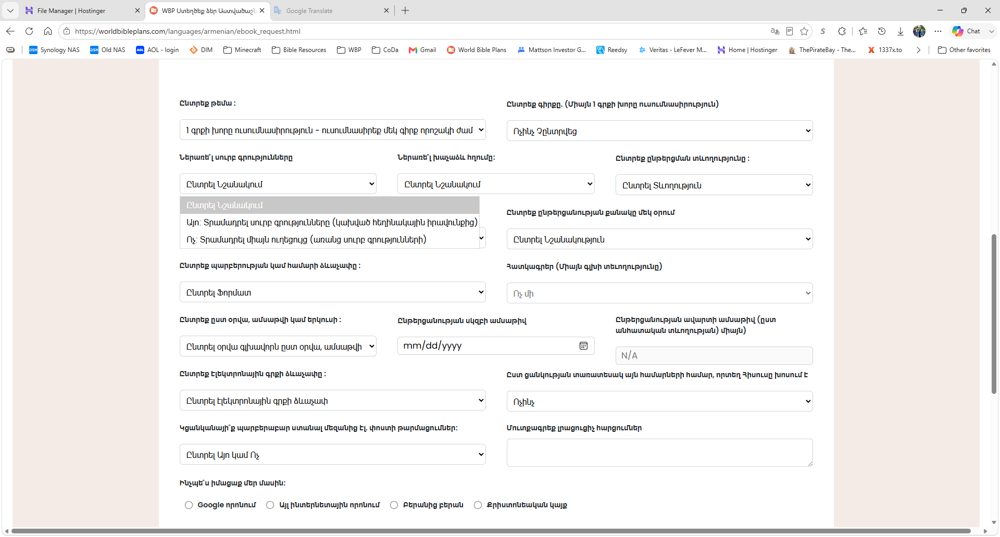 File Manager | Hostinger
WBP Ստեղծեք ձեր Աստվածաշն
Google Translate
https://worldbibleplans.com/languages/armenian/ebook_request.html
Chat
Synology NAS
Old NAS
AOL - login
DIM
Minecraft
Bible Resources
WBP
CoDa
Gmail
World Bible Plans
Mattson Investor G...
Reedsy
Veritas - LeFever M...
Home | Hostinger
ThePirateBay - The...
1337x.to
Other favorites
Ընտրեք թեմա :
Ընտրեք գիրքը. (Միայն 1 գրքի խորը ուսումնասիրություն)
1 գրքի խորը ուսումնասիրություն - ուսումնասիրեք մեկ գիրք որոշակի ժամ
Ոչինչ Չընտրվեց
Ներառե՞լ սուրբ գրությունները
Ներառե՞լ խաչաձև հղումը:
Ընտրեք ընթերցման տևողությունը :
Ընտրել Նշանակում
Ընտրել Նշանակում
Ընտրել Տևողություն
Ընտրել Նշանակում
Այո: Տրամադրել սուրբ գրությունները (կախված հեղինակային իրավունքից)
Ոչ: Տրամադրել միայն ուղեցույց (առանց սուրբ գրությունների)
Ընտրեք ընթերցանության քանակը մեկ օրում
Ընտրել Նշանակություն
Ընտրեք պարբերության կամ համարի ձևաչափը :
Հատկագրեր (Միայն գլխի տեւողությունը)
Ընտրել Ֆորմատ
Ոչ մի
Ընտրեք ըստ օրվա, ամսաթվի կամ երկուսի :
Ընթերցանության սկզբի ամսաթիվ
Ընթերցանության ավարտի ամսաթիվ (ըստ
անհատական տևողության) միայն)
Ընտրել օրվա գլխավորն ըստ օրվա, ամսաթվի
mm/dd/yyyy
N/A
Ընտրեք էլեկտրոնային գրքի ձևաչափը :
Ըստ ցանկության տառատեսակ այն համարների համար, որտեղ Հիսուսը խոսում է
Ընտրել էլեկտրոնային գրքի ձևաչափ
Ոչինչ
Կցանկանայի՞ք պարբերաբար ստանալ մեզանից էլ. փոստի թարմացումներ:
Մուտքագրեք լրացուցիչ հարցումներ
Ընտրել Այո կամ Ոչ
Ինչպե՞ս իմացաք մեր մասին:
Google որոնում
Այլ ինտերնետային որոնում
Բերանից բերան
Քրիստոնեական կայք